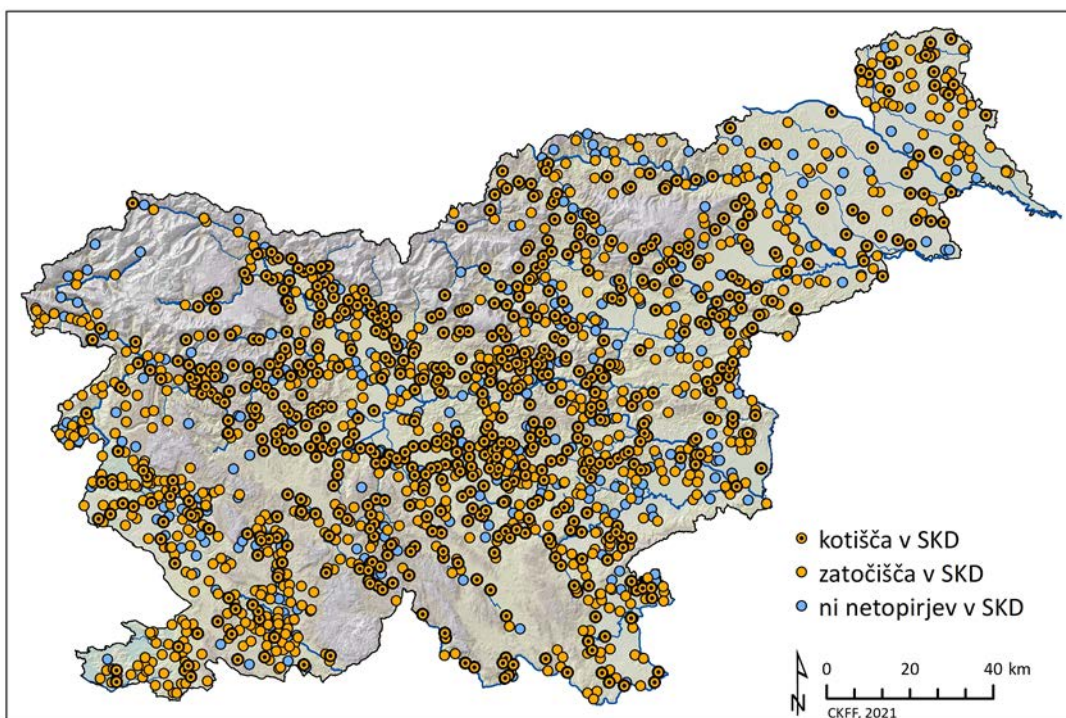 kotišča v SKD
zatočišča v SKD
ni netopirjev v SKD
N
0 20 40 km
CKFF, 2021